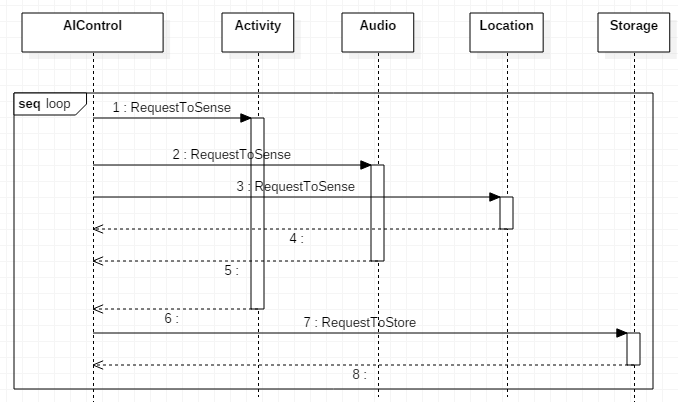 AIControl
Activity
Audio
Location
Storage
seq loop
1 : RequestToSense
2 : RequestToSense
3 : RequestToSense
4 :
5 :
6 :
7 : RequestToStore
8 :